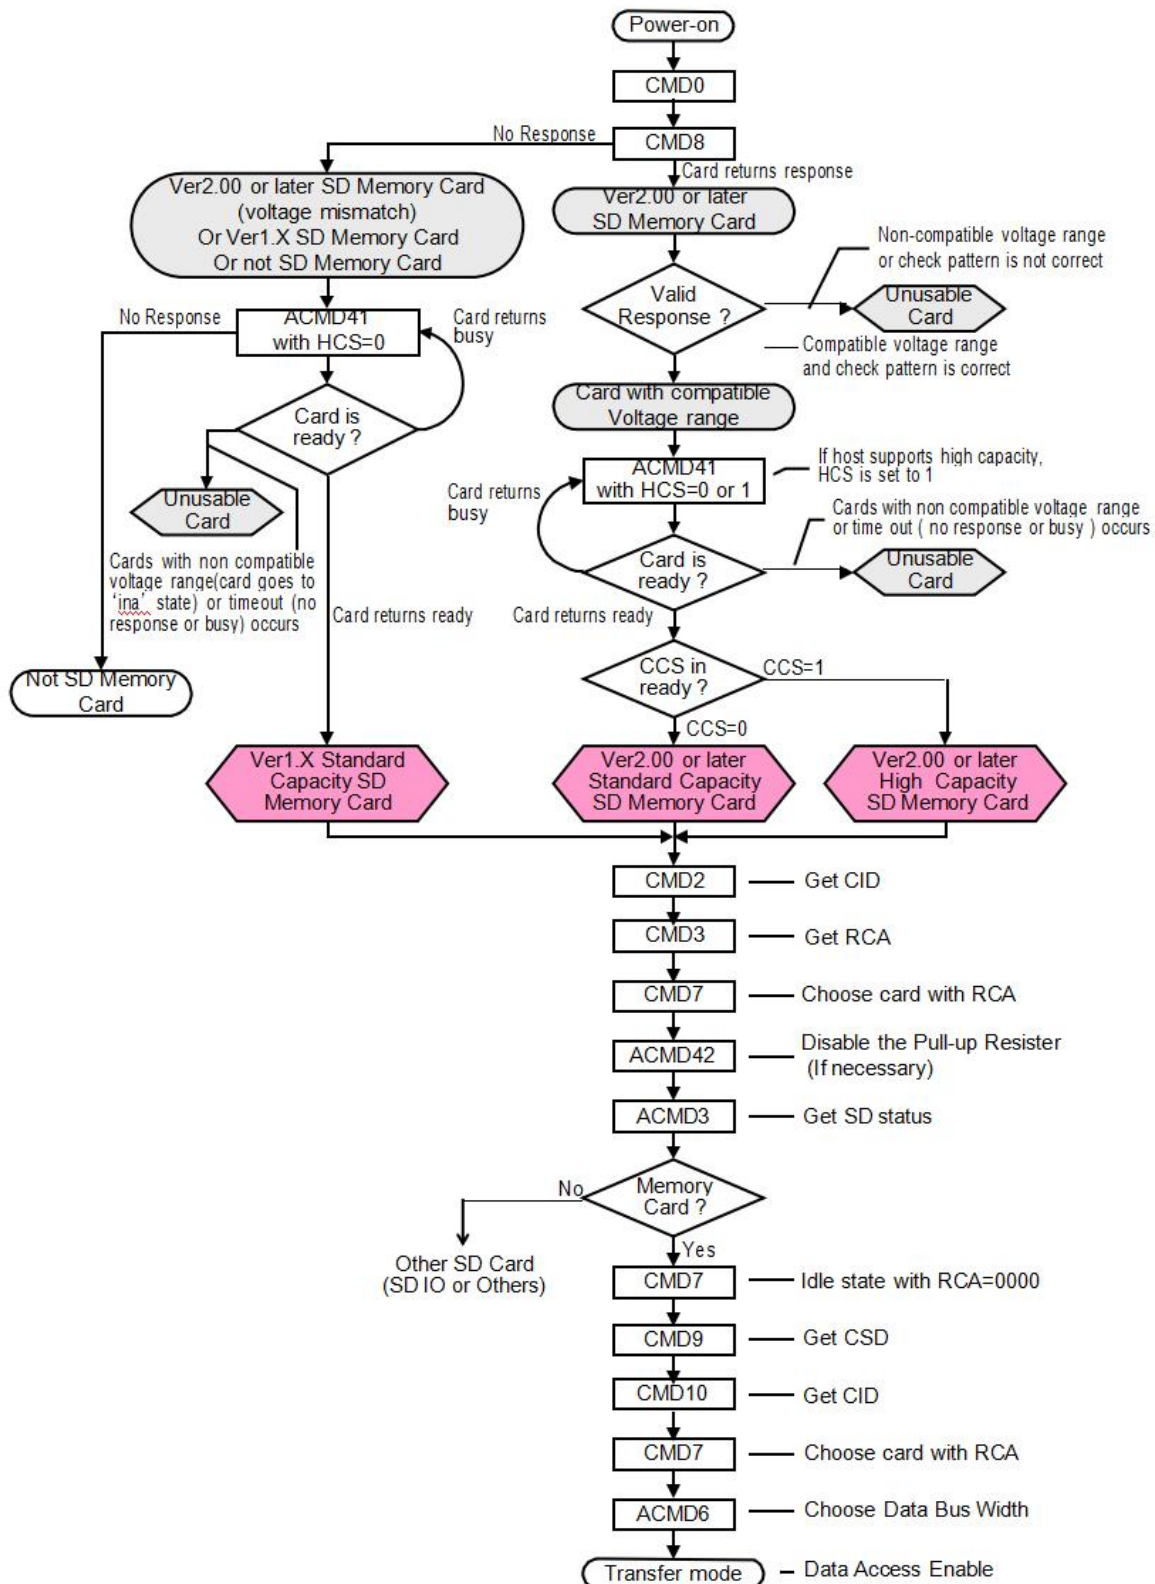 Power-on
CMD0
No Response
CMD8
Card returns response
Ver2.00 or later SD Memory Card
(voltage mismatch)
Or Ver1.X SD Memory Card
Or not SD Memory Card
Ver2.00 or later
SD Memory Card
Non-compatible voltage range
or check pattern is not correct
Valid
Response ?
Unusable
Card
No Response
ACMD41
with HCS=0
Card returns
busy
Compatible voltage range
and check pattern is correct
Card is
ready ?
Card with compatible
Voltage range
If host supports high capacity,
HCS is set to 1
ACMD41
with HCS=0 or 1
Card returns
busy
Unusable
Card
Cards with non compatible voltage range
or time out ( no response or busy ) occurs
Card is
ready ?
Unusable
Card
Cards with non compatible
voltage range(card goes to
‘ina’ state) or timeout (no
response or busy) occurs
Card returns ready
Card returns ready
Not SD Memory
Card
CCS in
ready ?
CCS=1
CCS=0
Ver1.X Standard
Capacity SD
Memory Card
Ver2.00 or later
Standard Capacity
SD Memory Card
Ver2.00 or later
High Capacity
SD Memory Card
CMD2
Get CID
CMD3
Get RCA
CMD7
Choose card with RCA
ACMD42
Disable the Pull-up Resister
(If necessary)
ACMD3
Get SD status
No
Memory
Card ?
Yes
Other SD Card
(SD IO or Others)
CMD7
Idle state with RCA=0000
CMD9
Get CSD
CMD10
Get CID
CMD7
Choose card with RCA
ACMD6
Choose Data Bus Width
Transfer mode
Data Access Enable